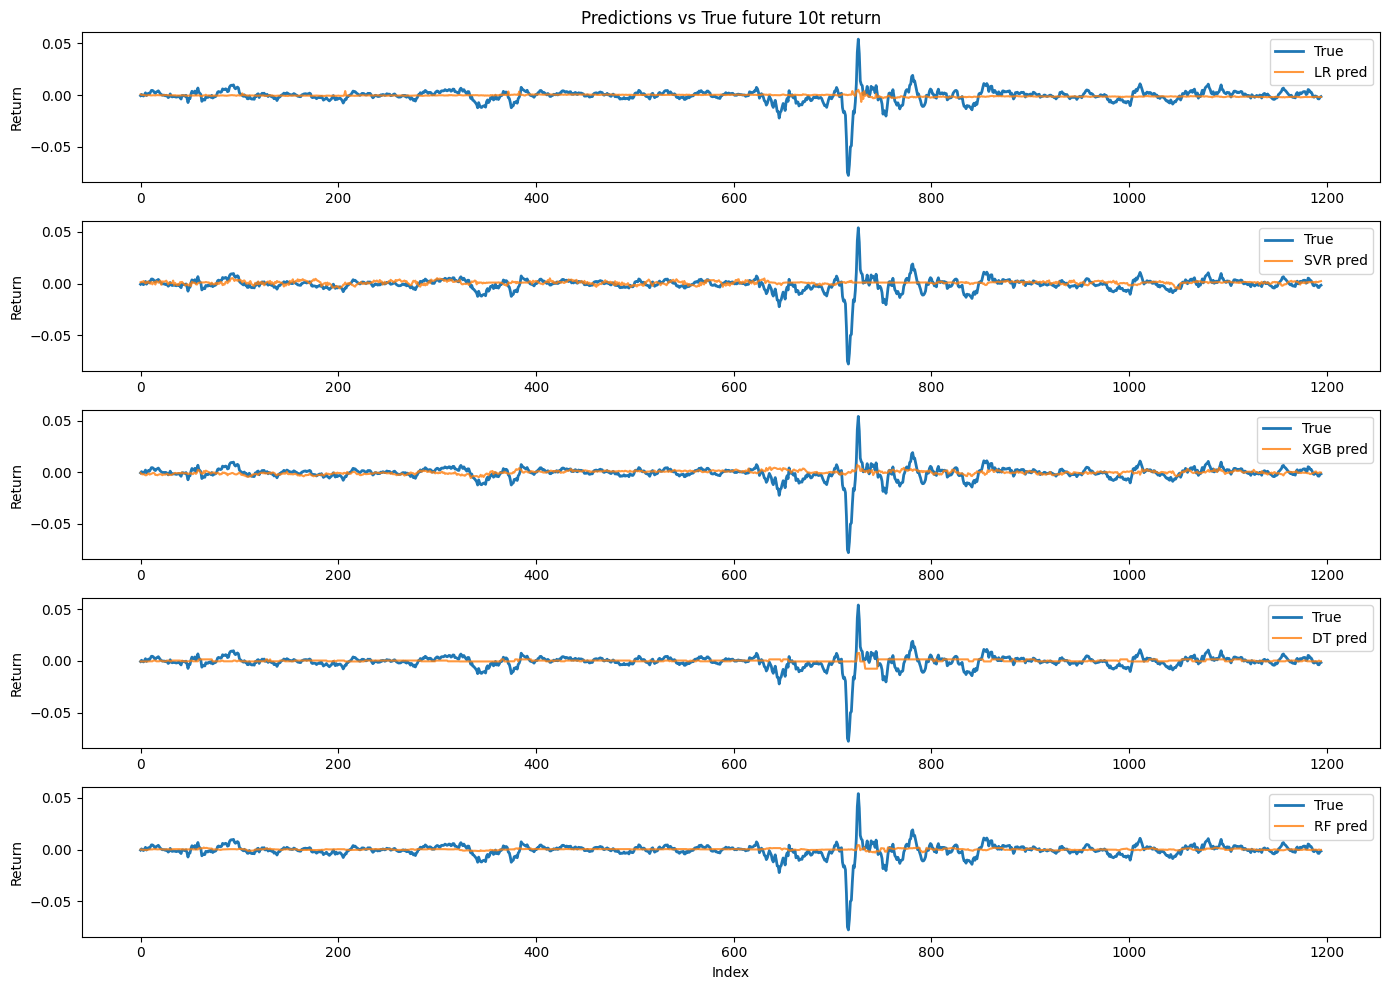 Predictions vs True future 10t return
Return
0.05
0.00
−0.05
True
LR pred
0 200 400 600 800 1000 1200
Return
0.05
0.00
−0.05
True
SVR pred
0 200 400 600 800 1000 1200
Return
0.05
0.00
−0.05
True
XGB pred
0 200 400 600 800 1000 1200
Return
0.05
0.00
−0.05
True
DT pred
0 200 400 600 800 1000 1200
Return
0.05
0.00
−0.05
True
RF pred
0 200 400 600 800 1000 1200
Index